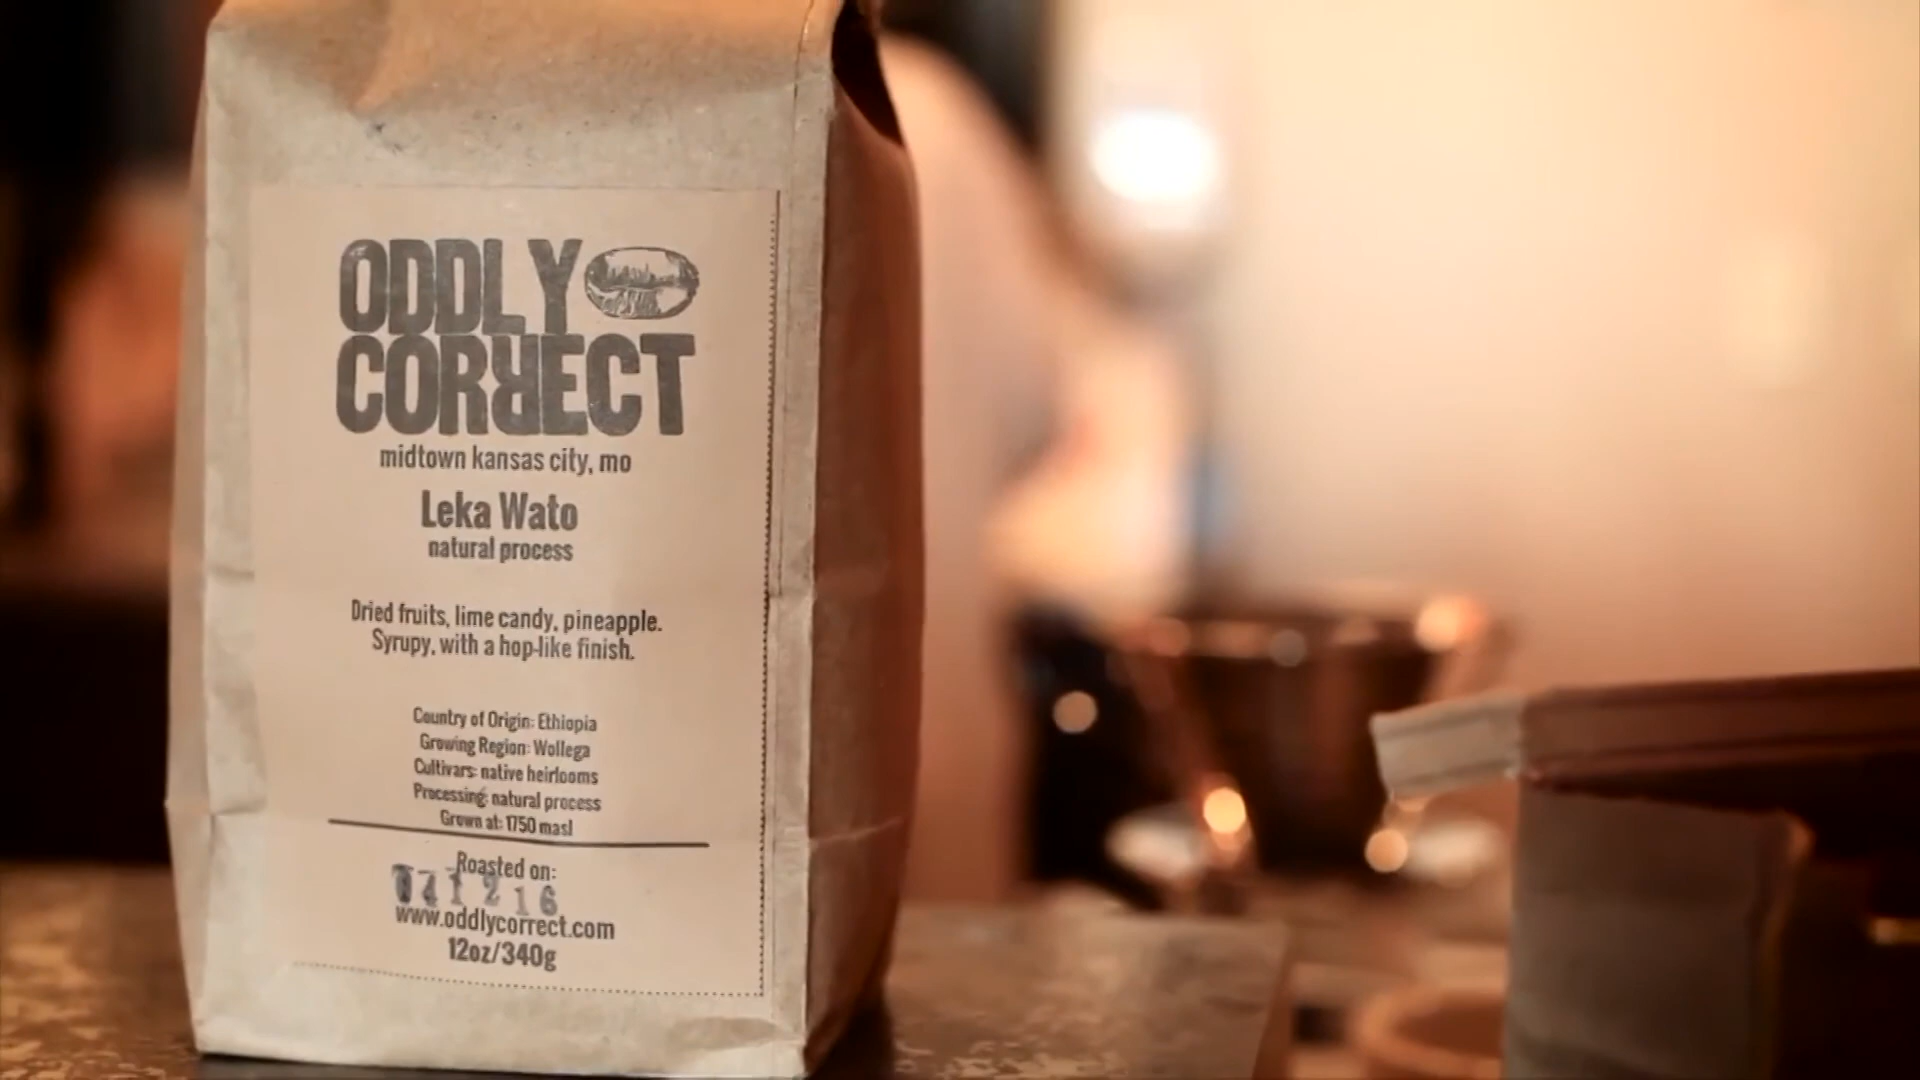 ODDLY
CORRECT
midtown kansas city, mo
Leka Wato
natural process
Dried fruits, lime candy, pineapple.
Syrupy, with a hop-like finish.
Country of Origin: Ethiopia
Growing Region: Wollega
Cultivars: native heirlooms
Processing: natural process
Grown at: 1750 masl
Roasted on:
041216
www.oddlycorrect.com
12oz/340g